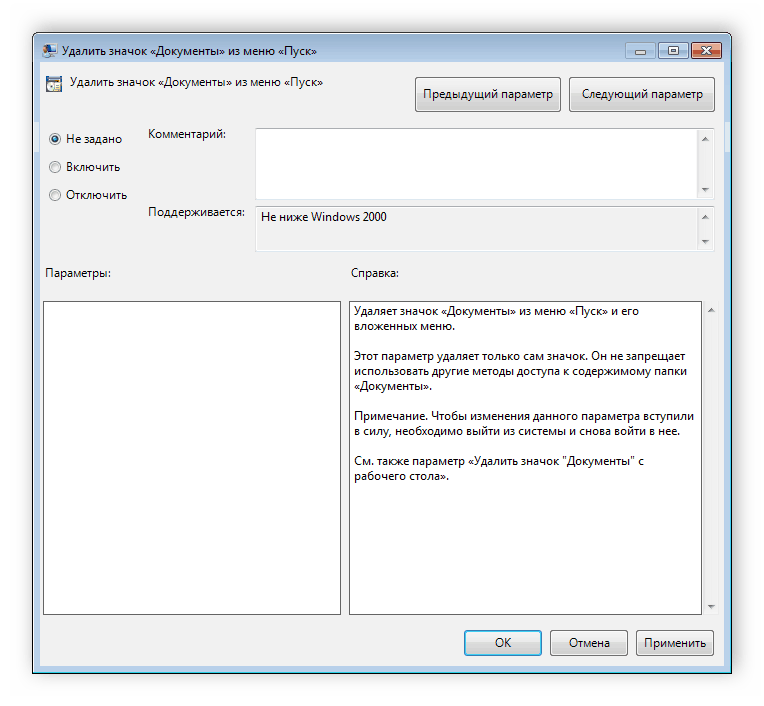 Удалить значок «Документы» из меню «Пуск»
Удалить значок «Документы» из меню «Пуск»
Предыдущий параметр
Следующий параметр
Не задано
Включить
Отключить
Комментарий:
Поддерживается:
Не ниже Windows 2000
Параметры:
Справка:
Удаляет значок «Документы» из меню «Пуск» и его
вложенных меню.
Этот параметр удаляет только сам значок. Он не запрещает
использовать другие методы доступа к содержимому папки
«Документы».
Примечание. Чтобы изменения данного параметра вступили
в силу, необходимо выйти из системы и снова войти в нее.
См. также параметр «Удалить значок "Документы" с
рабочего стола».
ОК
Отмена
Применить